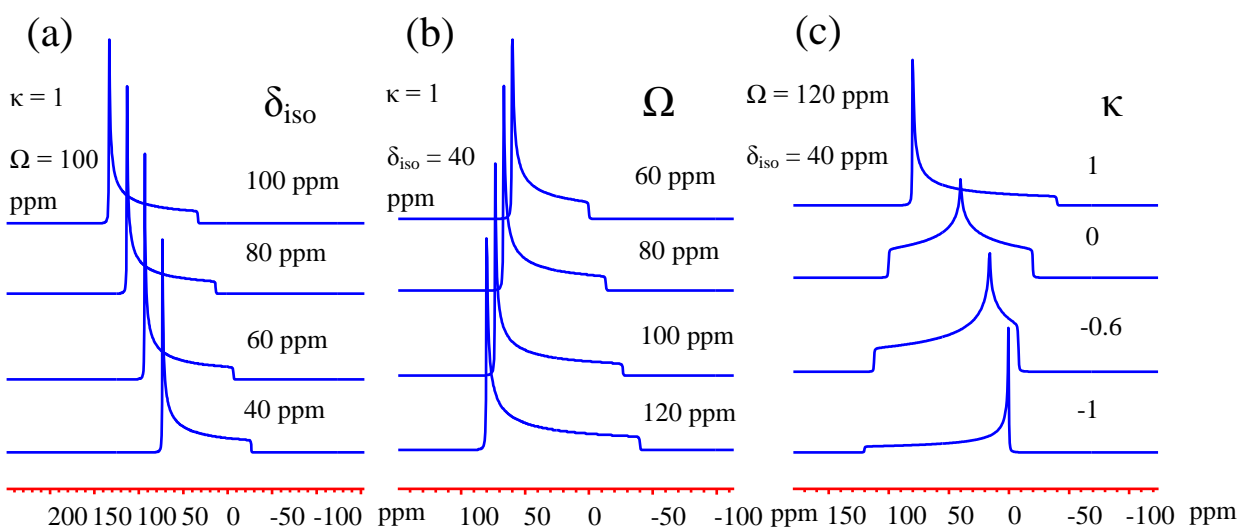 (a)
κ = 1
δiso
Ω = 100
ppm
100 ppm
80 ppm
60 ppm
40 ppm
200 150 100 50 0 -50 -100 ppm
(b)
κ = 1
Ω
δiso = 40
ppm
60 ppm
80 ppm
100 ppm
120 ppm
100 50 0 -50 -100 ppm
(c)
Ω = 120 ppm
κ
δiso = 40 ppm
1
0
-0.6
-1
150 100 50 0 -50 -100 ppm